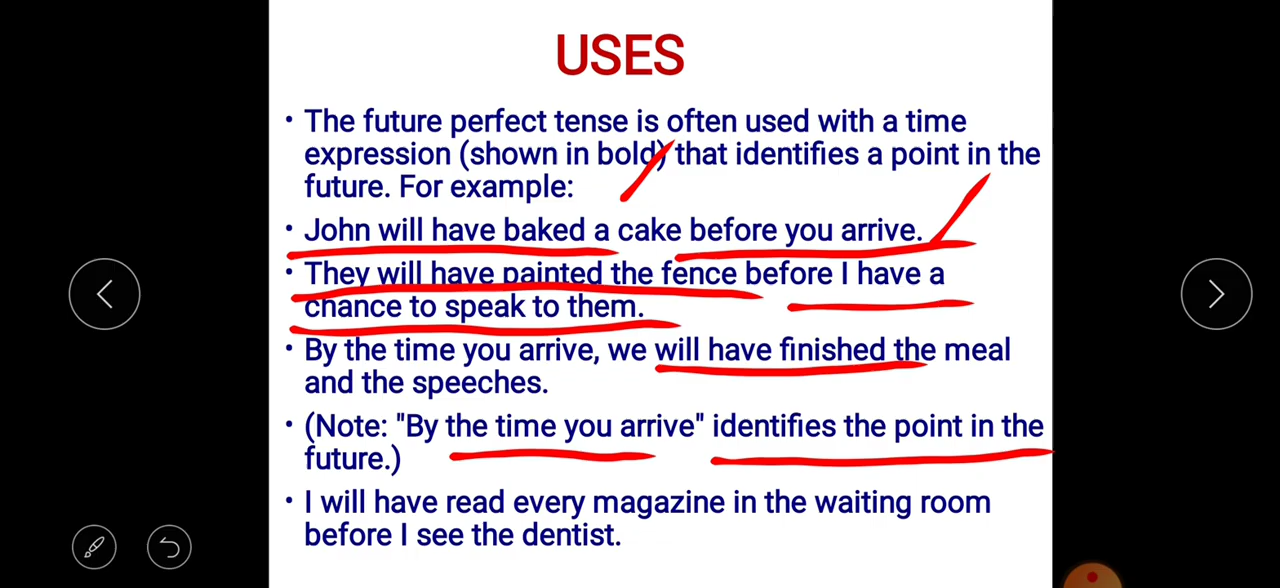 USES
• The future perfect tense is often used with a time
expression (shown in bold) that identifies a point in the
future. For example:
• John will have baked a cake before you arrive.
• They will have painted the fence before I have a
chance to speak to them.
• By the time you arrive, we will have finished the meal
and the speeches.
• (Note: "By the time you arrive" identifies the point in the
future.)
• I will have read every magazine in the waiting room
before I see the dentist.